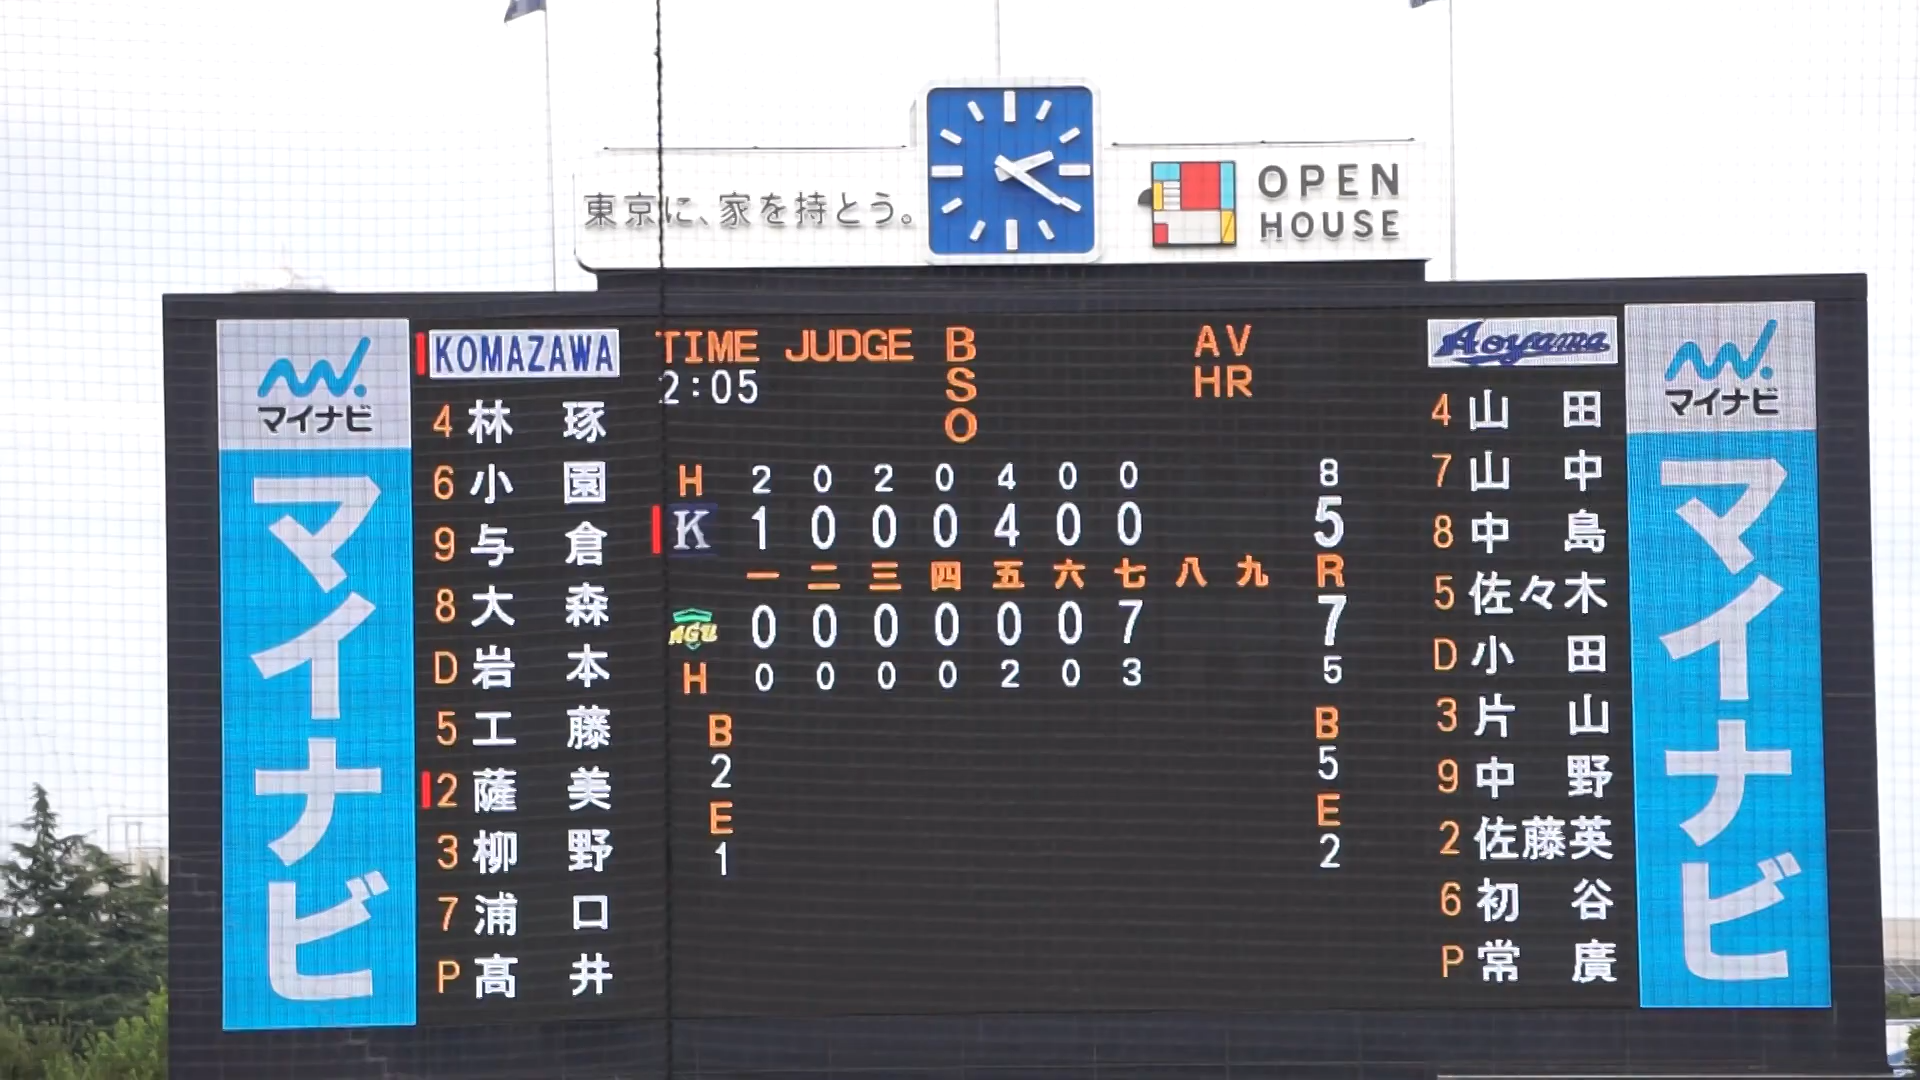 東京に、家を持とう。
OPEN
HOUSE
マイナビ
マイナビ
KOMAZAWA
4 林 琢
6 小 園
9 与 倉
8 大 森
D 岩 本
5 工 藤
2 薩 美
3 柳 野
7 浦 口
P 髙 井
TIME JUDGE B AV
2:05 S HR
O
H 2 0 2 0 4 0 0 8
K 1 0 0 0 4 0 0 5
一 二 三 四 五 六 七 八 九 R
AGU 0 0 0 0 0 0 7 7
H 0 0 0 0 2 0 3 5
B B
2 5
E E
1 2
Aoyama
4 山 田
7 山 中
8 中 島
5 佐々木
D 小 田
3 片 山
9 中 野
2 佐藤英
6 初 谷
P 常 廣
マイナビ
マイナビ